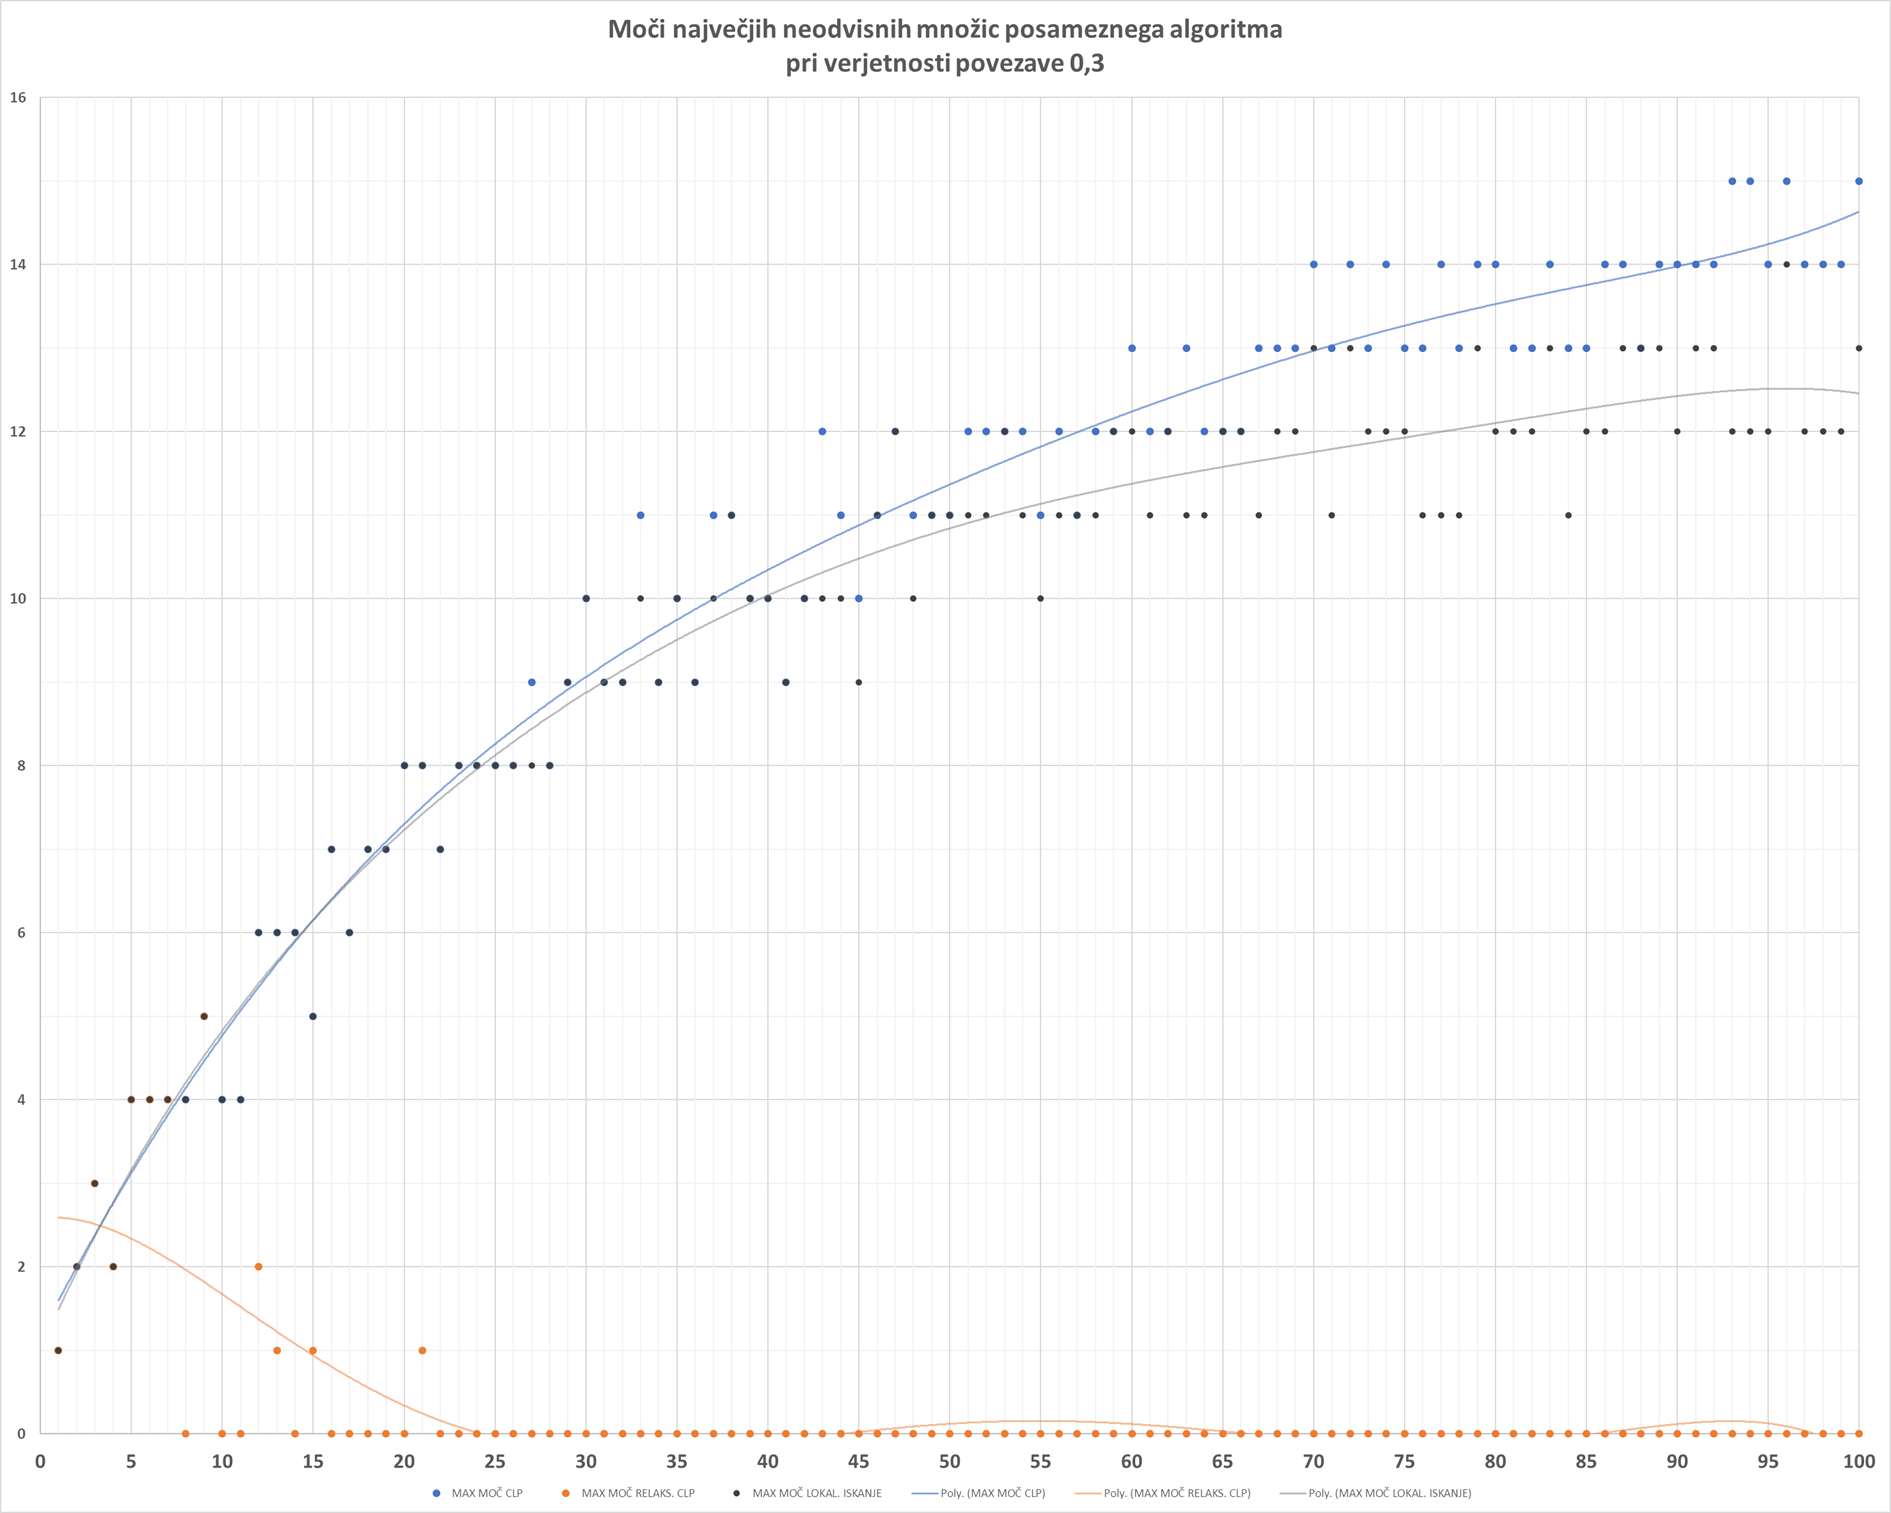 Moči največjih neodvisnih množic posameznega algoritma
pri verjetnosti povezave 0,3
16
14
12
10
8
6
4
2
0
0 5 10 15 20 25 30 35 40 45 50 55 60 65 70 75 80 85 90 95 100
MAX MOČ CLP MAX MOČ RELAKS. CLP MAX MOČ LOKAL. ISKANJE Poly. (MAX MOČ CLP) Poly. (MAX MOČ RELAKS. CLP) Poly. (MAX MOČ LOKAL. ISKANJE)